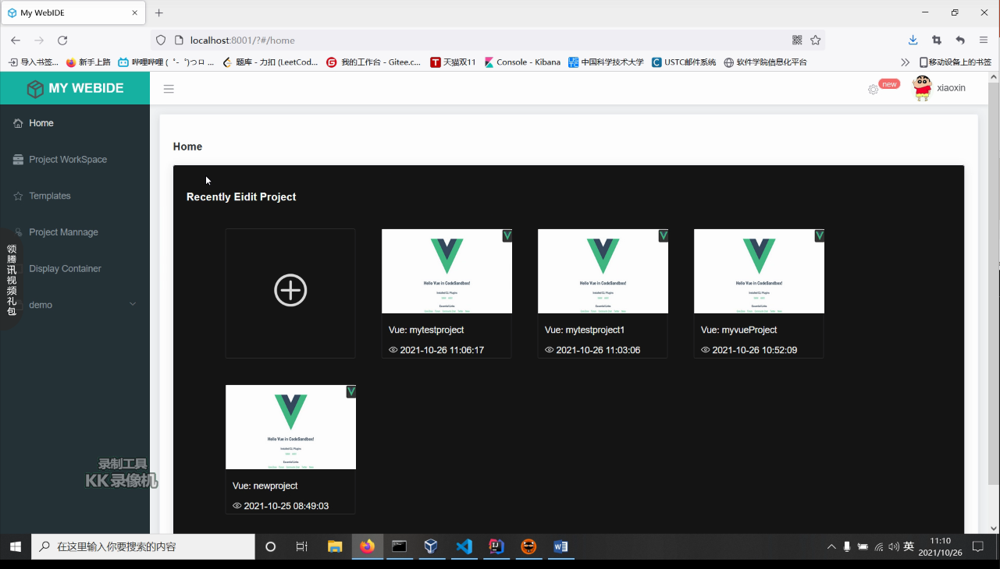 My WebIDE
localhost:8001/?#/home
导入书签... 新手上路 哔哩哔哩 (゜-゜)つロ ... 题库 - 力扣 (LeetCod... 我的工作台 - Gitee.c... 天猫双11 Console - Kibana 中国科学技术大学 USTC邮件系统 软件学院信息化平台 移动设备上的书签
MY WEBIDE
new
xiaoxin
Home
Project WorkSpace
Templates
Project Mannage
Display Container
demo
领腾讯视频礼包
Home
Recently Eidit Project
Hello Vue in CodeSandbox!
Hello Vue in CodeSandbox!
Hello Vue in CodeSandbox!
Vue: mytestproject
2021-10-26 11:06:17
Vue: mytestproject1
2021-10-26 11:03:06
Vue: myvueProject
2021-10-26 10:52:09
Hello Vue in CodeSandbox!
Vue: newproject
2021-10-25 08:49:03
录制工具
KK 录像机
在这里输入你要搜索的内容
英
11:10
2021/10/26